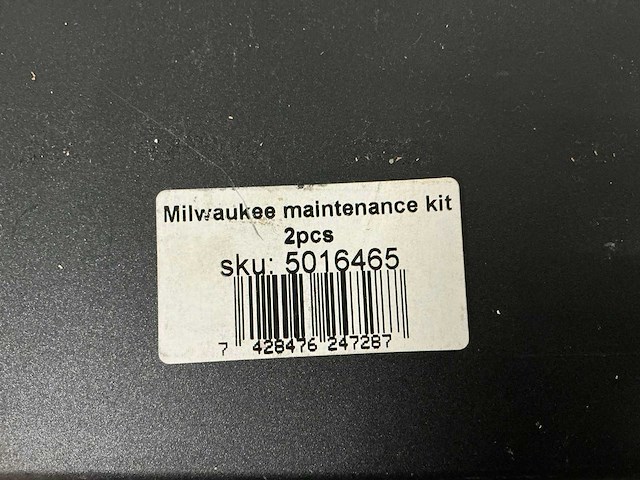 Milwaukee maintenance kit
2pcs
sku: 5016465
7 428476 247287